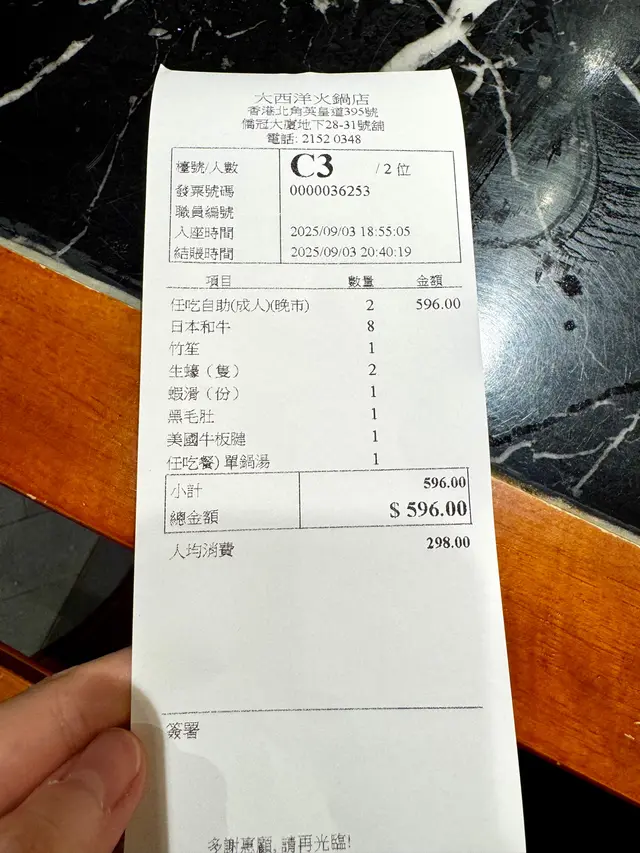 大西洋火鍋店
香港北角英皇道395號
僑冠大廈地下28-31號舖
電話: 2152 0348
檯號/人數 C3 / 2 位
發票號碼 0000036253
職員編號
入座時間 2025/09/03 18:55:05
結賬時間 2025/09/03 20:40:19
項目 數量 金額
任吃自助(成人)(晚市) 2 596.00
日本和牛 8
竹笙 1
生蠔（隻） 2
蝦滑（份） 1
黑毛肚 1
美國牛板腱 1
任吃餐) 單鍋湯 1
小計 596.00
總金額 $ 596.00
人均消費 298.00
簽署
多謝惠顧, 請再光臨!